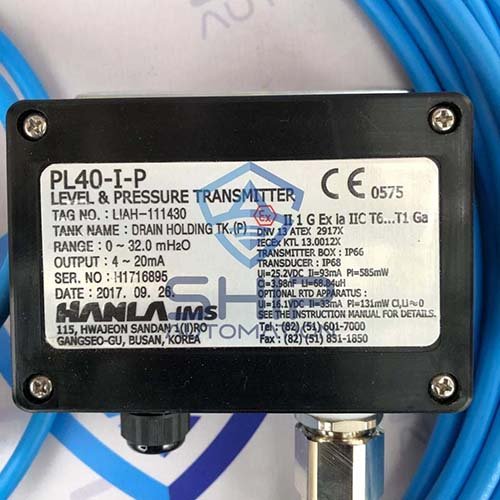 PL40-I-P
LEVEL & PRESSURE TRANSMITTER
TAG NO. : LIAH-111430
TANK NAME : DRAIN HOLDING TK.(P)
RANGE : 0 ~ 32.0 mH2O
OUTPUT : 4 ~ 20mA
SER. NO : H1716895
DATE : 2017. 09. 26.
HANLA IMS
115, HWAJEON SANDAN 1(IL)RO
GANGSEO-GU, BUSAN, KOREA
CE 0575
Ex II 1 G Ex ia IIC T6...T1 Ga
DNV 13 ATEX 2917X
IECEx KTL 13.0012X
TRANSMITTER BOX : IP66
TRANSDUCER : IP68
Ui=25.2VDC Ii=93mA Pi=585mW
Ci=3.98nF Li=68.84uH
OPTIONAL RTD APPARATUS :
Ui=16.1VDC Ii=33mA Pi=131mW Ci,Li≈0
SEE THE INSTRUCTION MANUAL FOR DETAILS.
Tel : (82) (51) 601-7000
Fax : (82) (51) 831-1850
SHIP
AUTOMATION